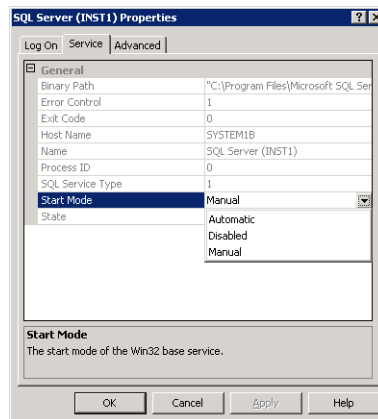 SQL Server (INST1) Properties
Log On Service Advanced
General
Binary Path "C:\Program Files\Microsoft SQL Ser
Error Control 1
Exit Code 0
Host Name SYSTEM1B
Name SQL Server (INST1)
Process ID 0
SQL Service Type 1
Start Mode Manual
State
Automatic
Disabled
Manual
Start Mode
The start mode of the Win32 base service.
OK Cancel Apply Help